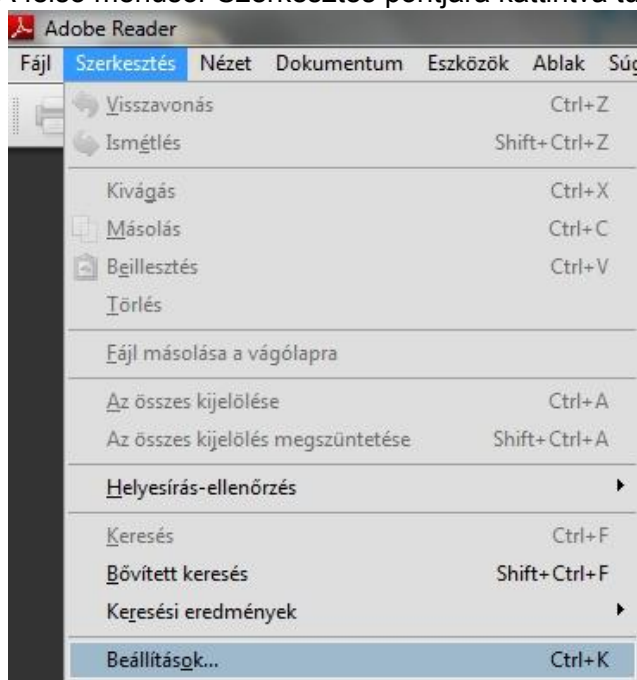 Adobe Reader
Fájl Szerkesztés Nézet Dokumentum Eszközök Ablak
Visszavonás Ctrl+Z
Ismétlés Shift+Ctrl+Z
Kivágás Ctrl+X
Másolás Ctrl+C
Beillesztés Ctrl+V
Törlés
Fájl másolása a vágólapra
Az összes kijelölése Ctrl+A
Az összes kijelölés megszüntetése Shift+Ctrl+A
Helyesírás-ellenőrzés
Keresés Ctrl+F
Bővített keresés Shift+Ctrl+F
Keresési eredmények
Beállítások... Ctrl+K